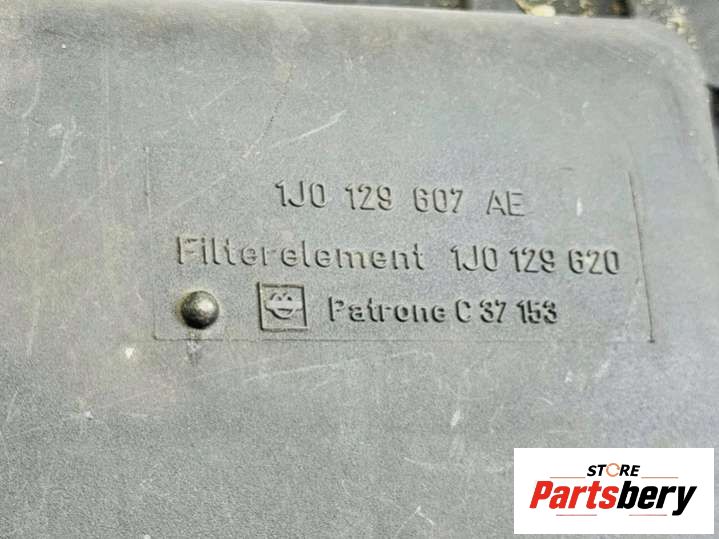 1J0 129 607 AE
Filterelement 1J0 129 620
Patrone C 37 153
STORE
Partsbery